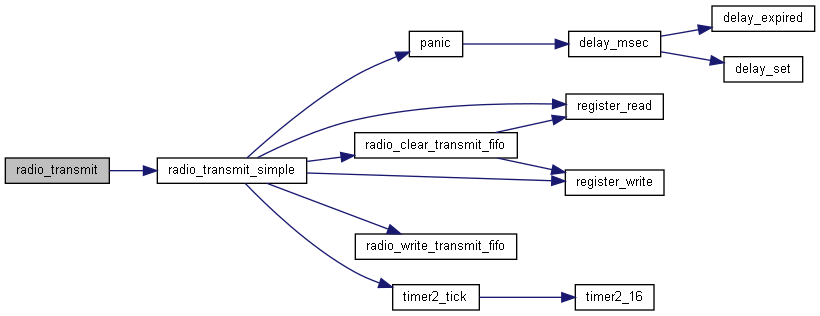 radio_transmit
radio_transmit_simple
panic
delay_msec
delay_expired
delay_set
register_read
radio_clear_transmit_fifo
register_write
radio_write_transmit_fifo
timer2_tick
timer2_16